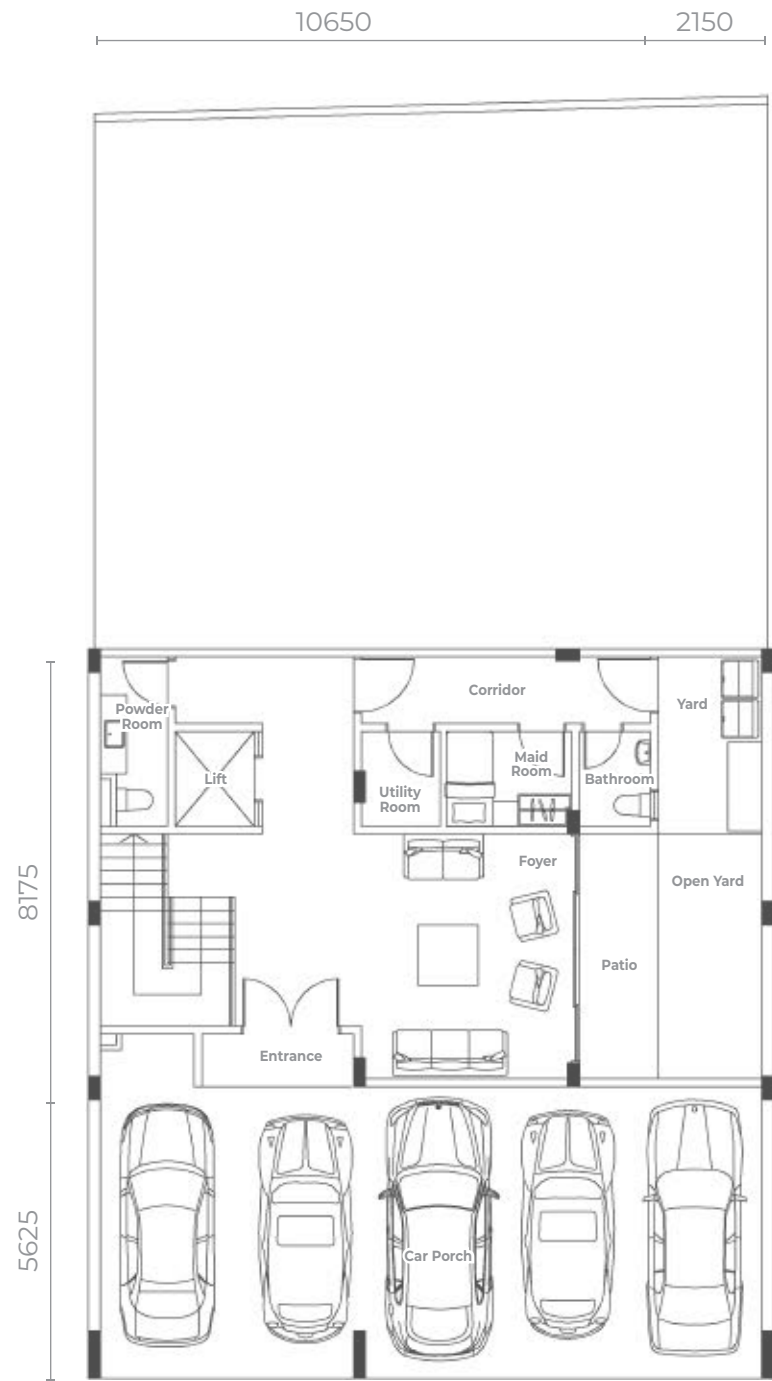 10650
2150
Corridor
Yard
Powder
Room
Lift
Maid
Room
Bathroom
Utility
Room
Foyer
Open Yard
8175
Patio
Entrance
5625
Car Porch